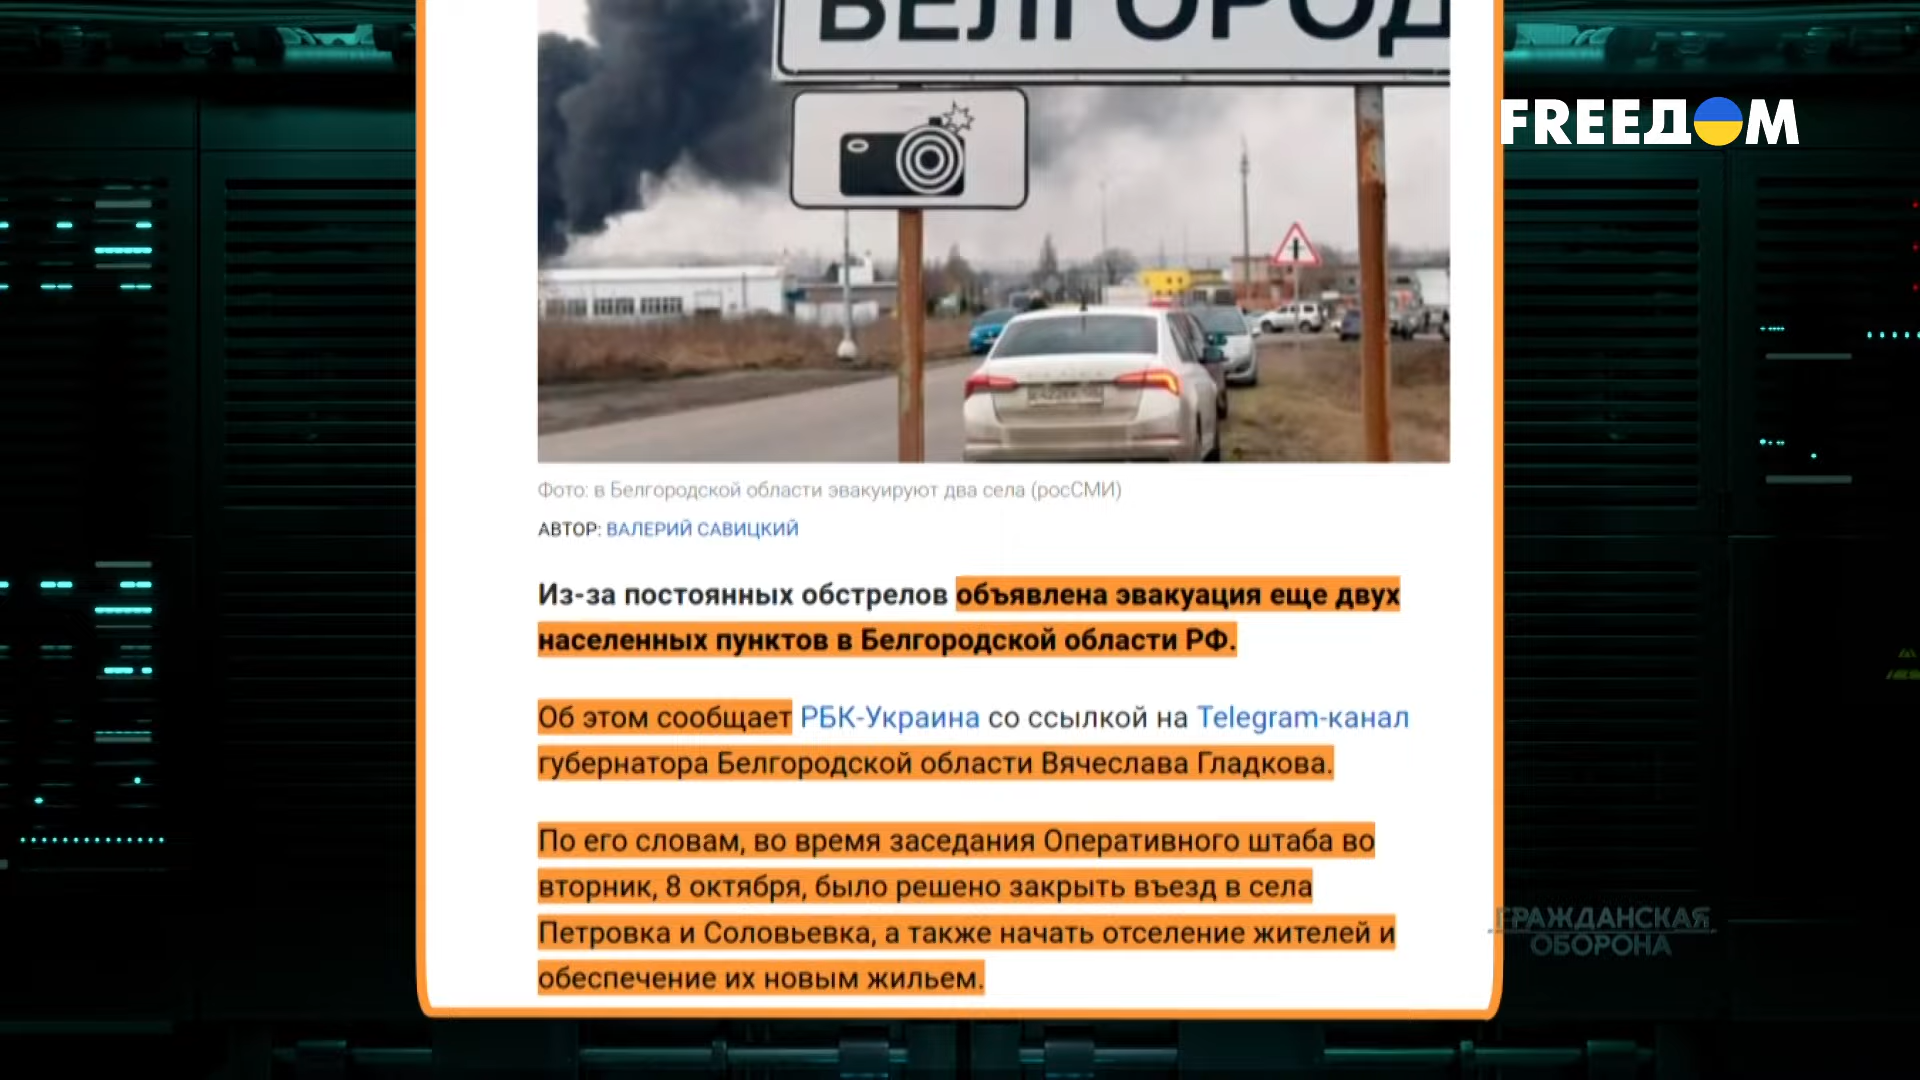 БЕЛГОРОД
FREEДОМ
Фото: в Белгородской области эвакуируют два села (росСМИ)
АВТОР: ВАЛЕРИЙ САВИЦКИЙ
Из-за постоянных обстрелов объявлена эвакуация еще двух
населенных пунктов в Белгородской области РФ.
Об этом сообщает РБК-Украина со ссылкой на Telegram-канал
губернатора Белгородской области Вячеслава Гладкова.
По его словам, во время заседания Оперативного штаба во
вторник, 8 октября, было решено закрыть въезд в села
Петровка и Соловьевка, а также начать отселение жителей и
обеспечение их новым жильем.
ГРАЖДАНСКАЯ
ОБОРОНА